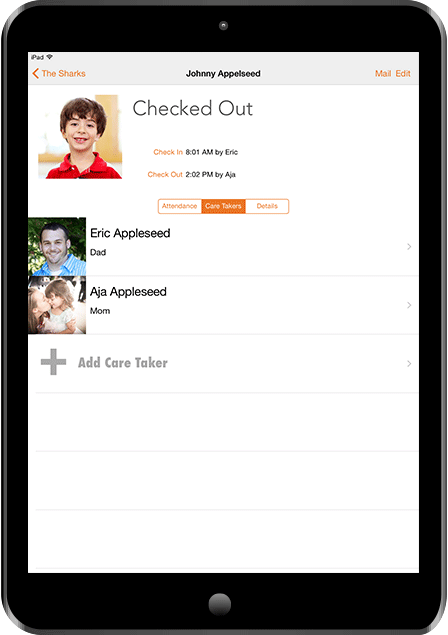 iPad
The Sharks
Johnny Appelseed
Mail Edit
Checked Out
Check In 8:01 AM by Eric
Check Out 2:02 PM by Aja
Attendance Care Takers Details
Eric Appleseed
Dad
Aja Appleseed
Mom
Add Care Taker